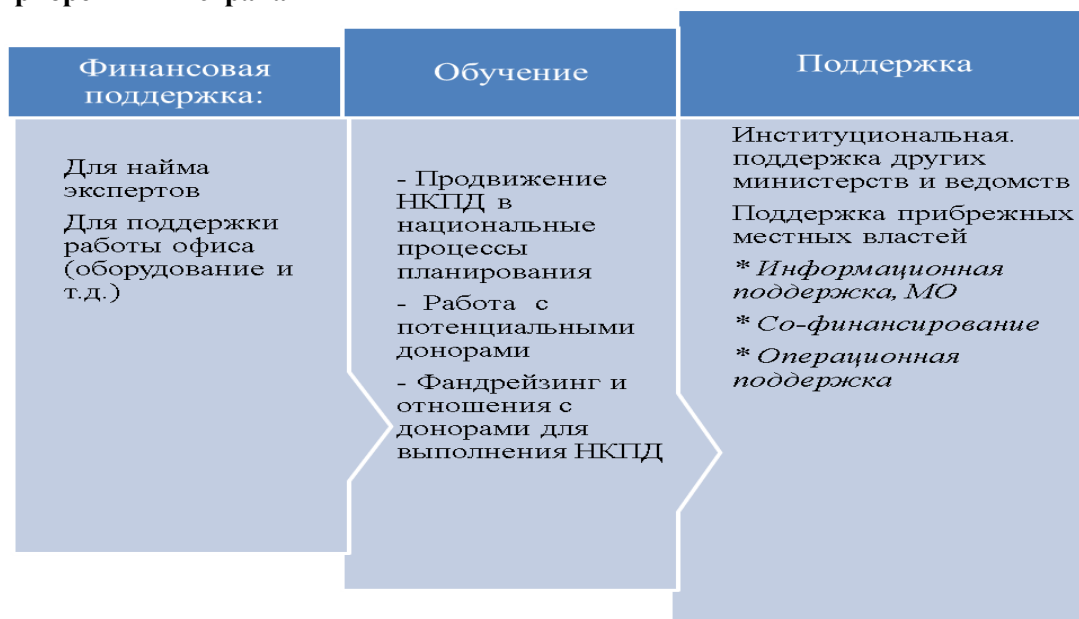 Финансовая
поддержка:
Для найма
экспертов
Для поддержки
работы офиса
(оборудование и
т.д.)
Обучение
- Продвижение
НКПД в
национальные
процессы
планирования
- Работа с
потенциальными
донорами
- Фандрейзинг и
отношения с
донорами для
выполнения НКПД
Поддержка
Институциональная.
поддержка других
министерств и ведомств
Поддержка прибрежных
местных властей
* Информационная
поддержка, МО
* Со-финансирование
* Операционная
поддержка